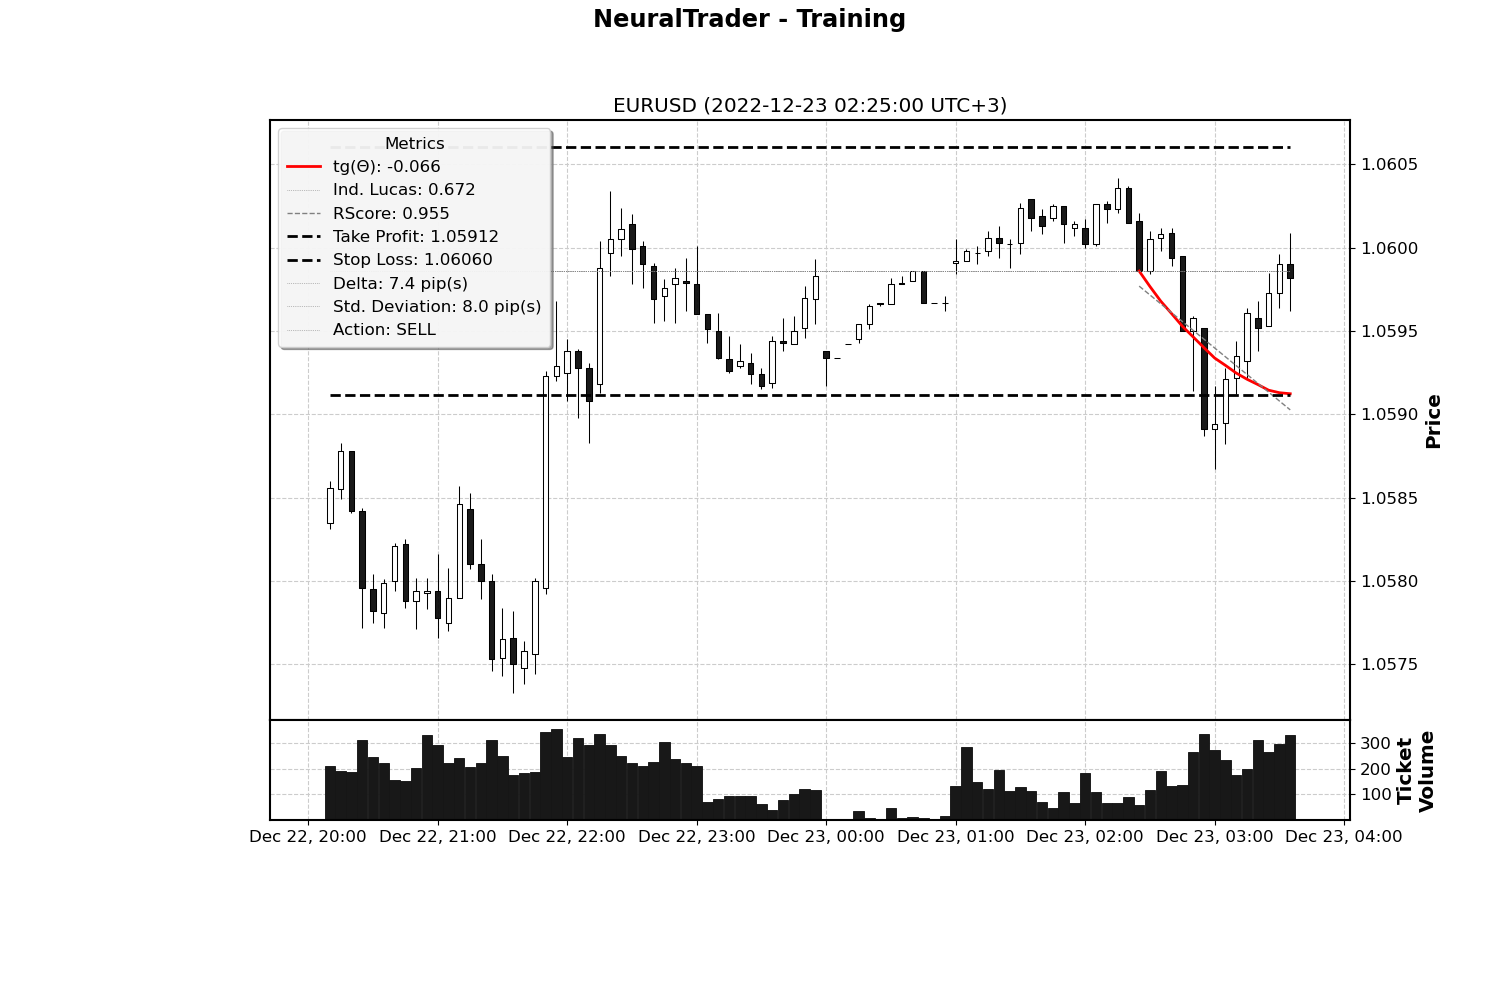 NeuralTrader - Training
EURUSD (2022-12-23 02:25:00 UTC+3)
Metrics
tg(Θ): -0.066
Ind. Lucas: 0.672
RScore: 0.955
Take Profit: 1.05912
Stop Loss: 1.06060
Delta: 7.4 pip(s)
Std. Deviation: 8.0 pip(s)
Action: SELL
1.0605
1.0600
1.0595
1.0590
1.0585
1.0580
1.0575
Price
300
200
100
Ticket
Volume
Dec 22, 20:00 Dec 22, 21:00 Dec 22, 22:00 Dec 22, 23:00 Dec 23, 00:00 Dec 23, 01:00 Dec 23, 02:00 Dec 23, 03:00 Dec 23, 04:00